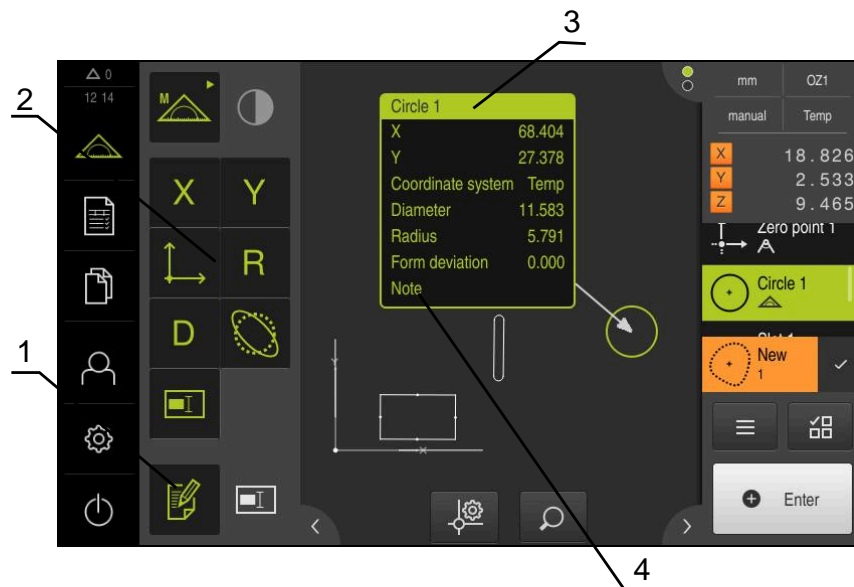 3
2
1
4
0
12 14
M
X
Y
R
D
Circle 1
X 68.404
Y 27.378
Coordinate system Temp
Diameter 11.583
Radius 5.791
Form deviation 0.000
Note
Y
X
mm OZ1
manual Temp
X 18.826
Y 2.533
Z 9.465
Zero point 1
Circle 1
New
1
Enter